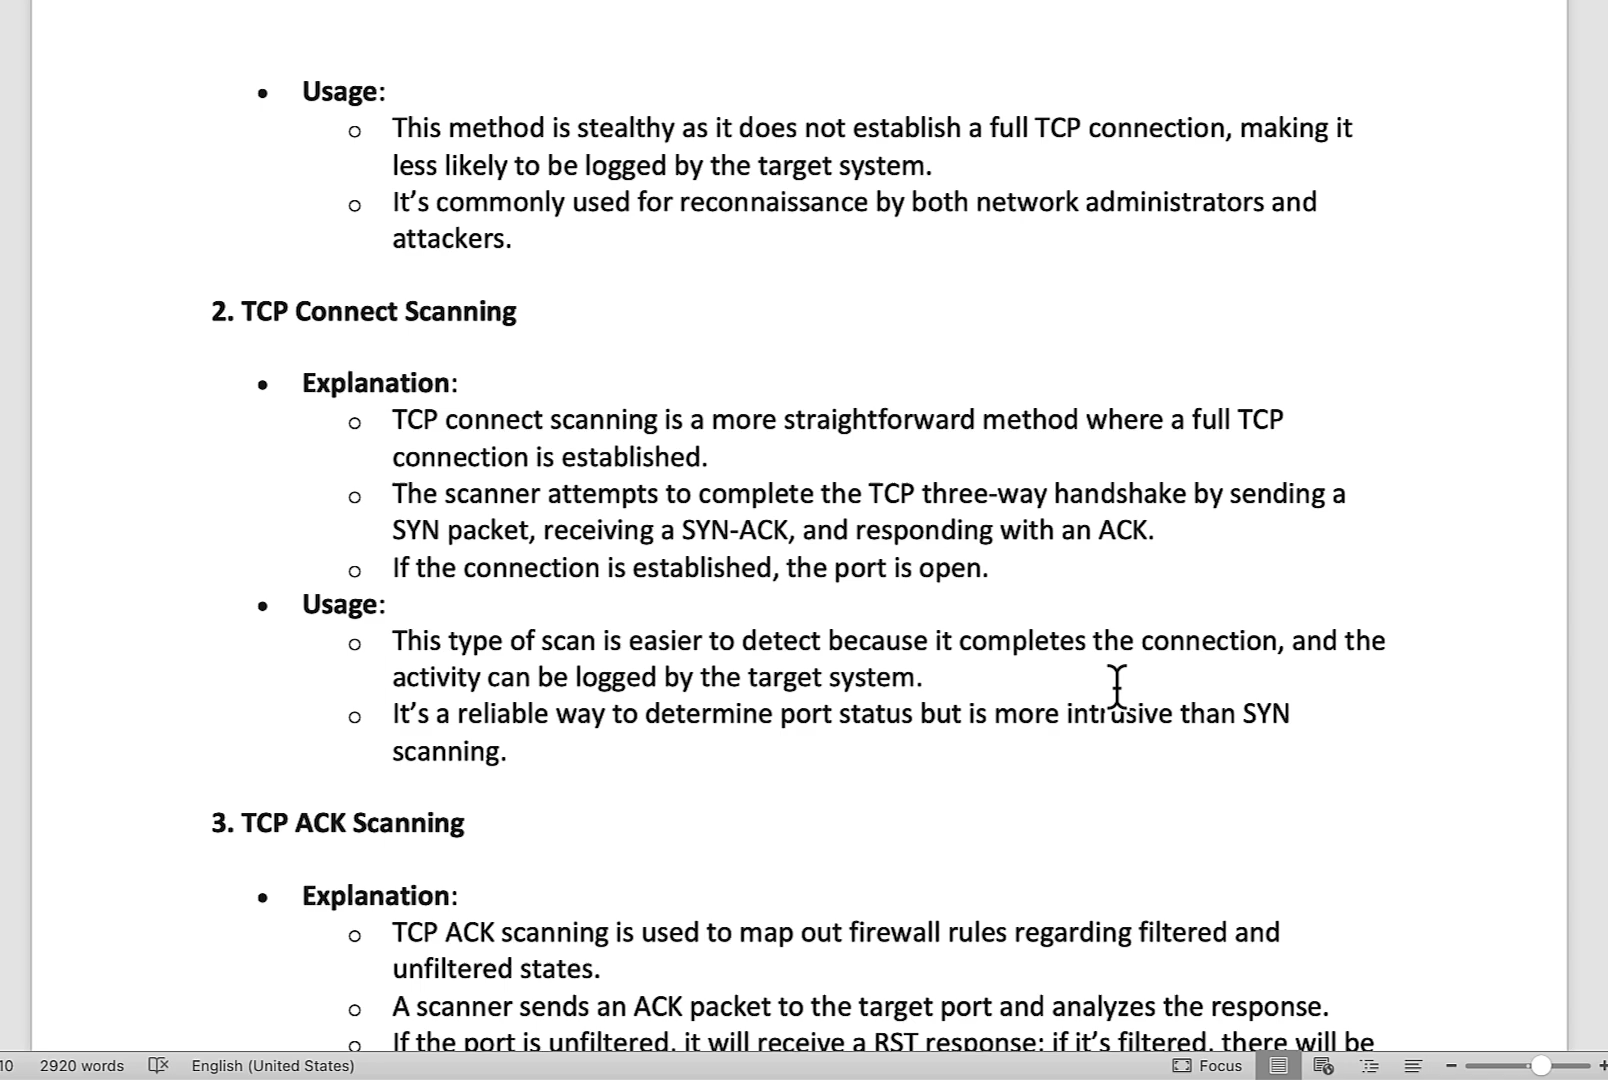 • Usage:
○ This method is stealthy as it does not establish a full TCP connection, making it
less likely to be logged by the target system.
○ It's commonly used for reconnaissance by both network administrators and
attackers.
2. TCP Connect Scanning
• Explanation:
○ TCP connect scanning is a more straightforward method where a full TCP
connection is established.
○ The scanner attempts to complete the TCP three-way handshake by sending a
SYN packet, receiving a SYN-ACK, and responding with an ACK.
○ If the connection is established, the port is open.
• Usage:
○ This type of scan is easier to detect because it completes the connection, and the
activity can be logged by the target system.
○ It's a reliable way to determine port status but is more intrusive than SYN
scanning.
3. TCP ACK Scanning
• Explanation:
○ TCP ACK scanning is used to map out firewall rules regarding filtered and
unfiltered states.
○ A scanner sends an ACK packet to the target port and analyzes the response.
○ If the port is unfiltered, it will receive a RST response; if it's filtered, there will be
10 2920 words English (United States) Focus